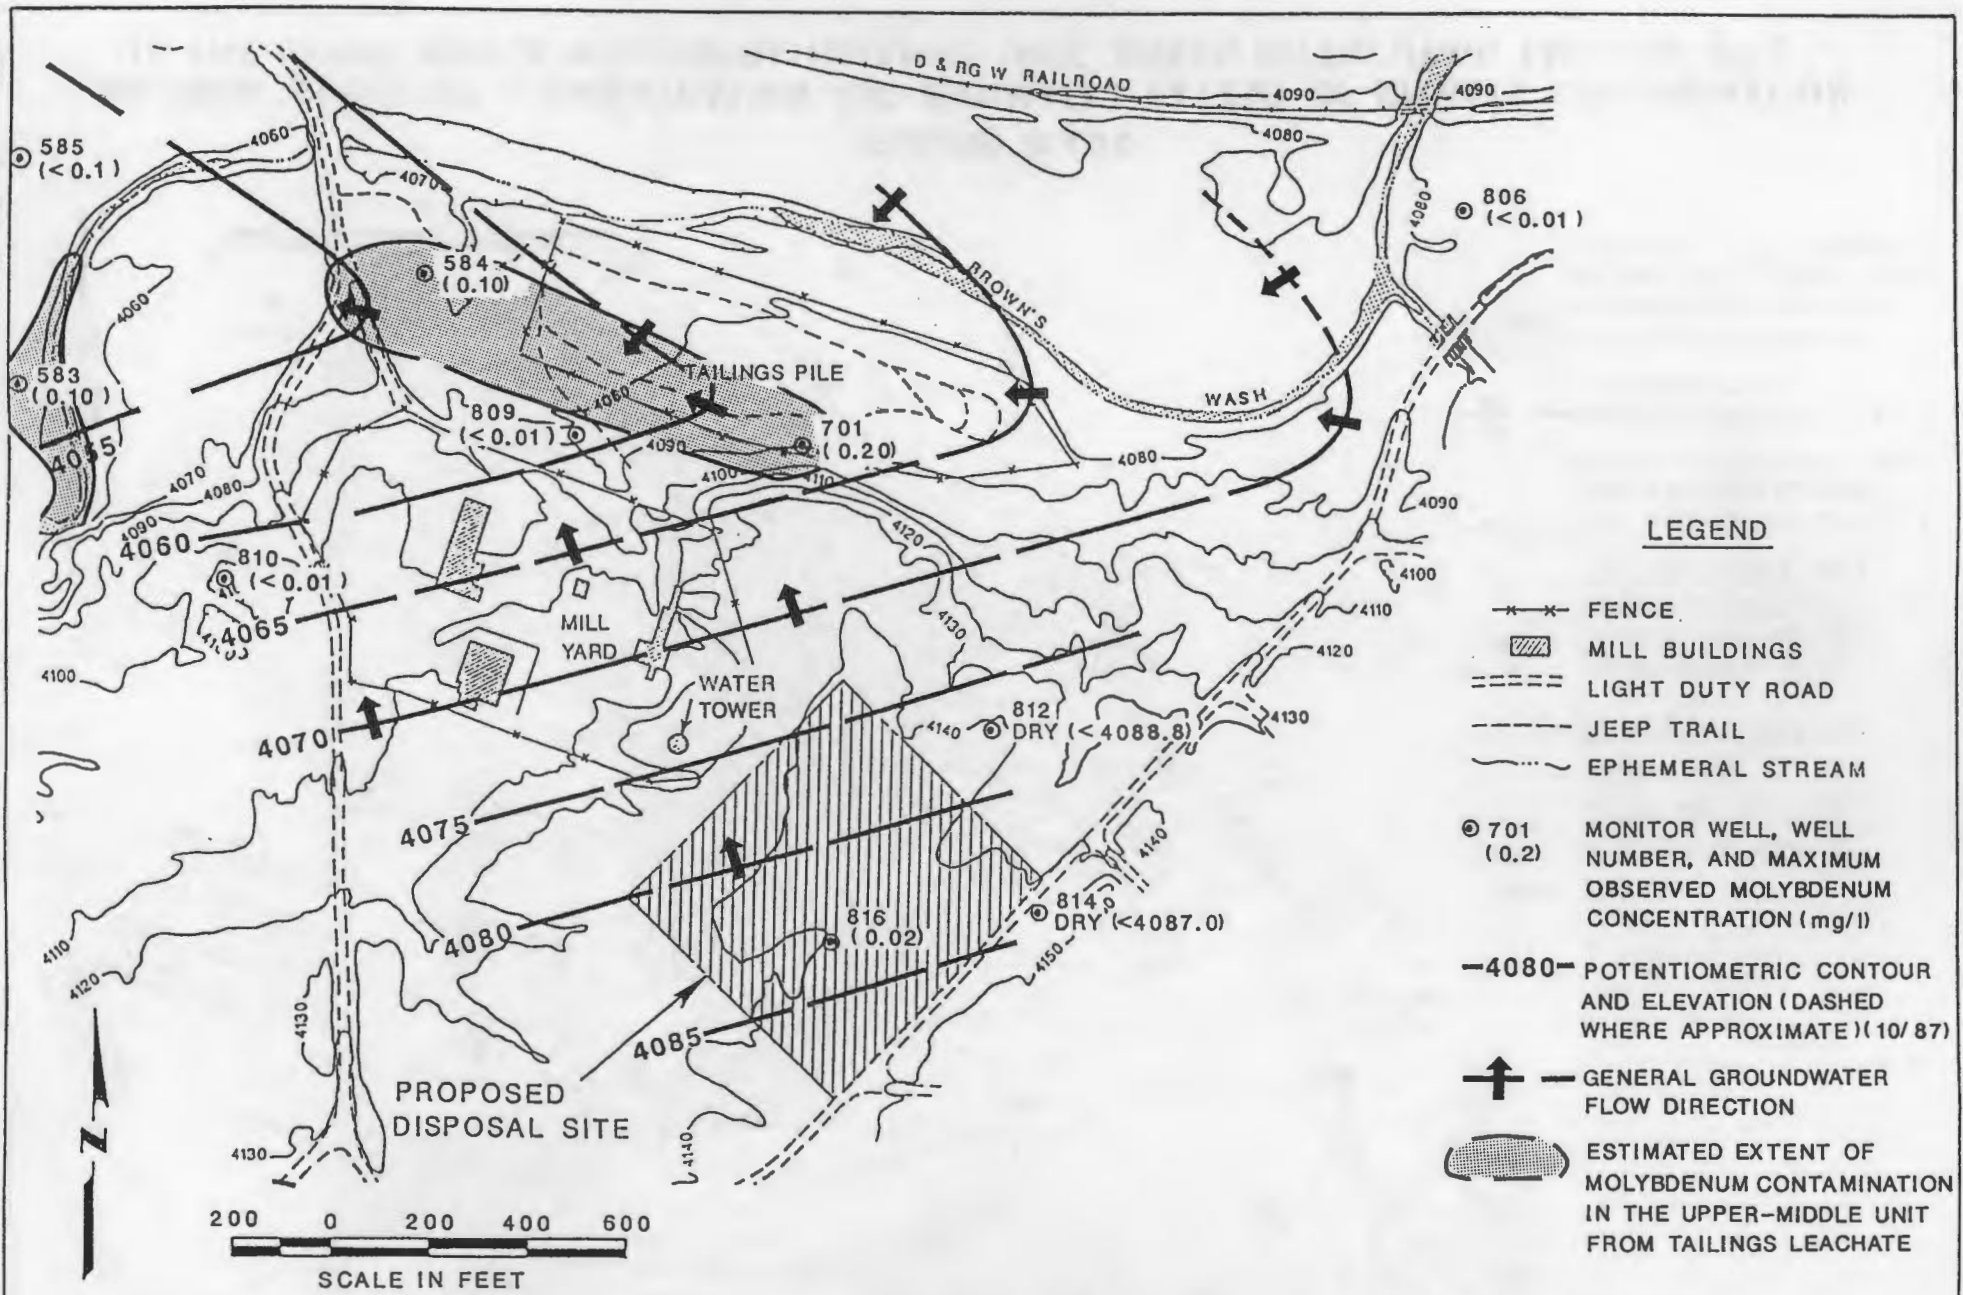 D & RG W RAILROAD
4090
4090
4080
4060
585
(<0.1)
4070
806
(<0.01)
4080
584
(0.10)
BROWN'S
4060
583
(0.10)
TAILINGS PILE
WASH
4060
809
(<0.01)
701
(0.20)
4055
4070
4080
4090
4100
4110
4080
4090
4090
4060
4120
810
(<0.01)
4100
4065
4110
MILL
YARD
4130
4120
4100
WATER
TOWER
4130
4070
4140
812
DRY (<4088.8)
4075
4140
814
DRY (<4087.0)
816
(0.02)
4080
4110
4120
4150
4130
4085
PROPOSED
DISPOSAL SITE
N
4130
4140
200 0 200 400 600
SCALE IN FEET
LEGEND
FENCE
MILL BUILDINGS
LIGHT DUTY ROAD
JEEP TRAIL
EPHEMERAL STREAM
701
(0.2)
MONITOR WELL, WELL
NUMBER, AND MAXIMUM
OBSERVED MOLYBDENUM
CONCENTRATION (mg/l)
4080
POTENTIOMETRIC CONTOUR
AND ELEVATION (DASHED
WHERE APPROXIMATE)(10/87)
GENERAL GROUNDWATER
FLOW DIRECTION
ESTIMATED EXTENT OF
MOLYBDENUM CONTAMINATION
IN THE UPPER-MIDDLE UNIT
FROM TAILINGS LEACHATE